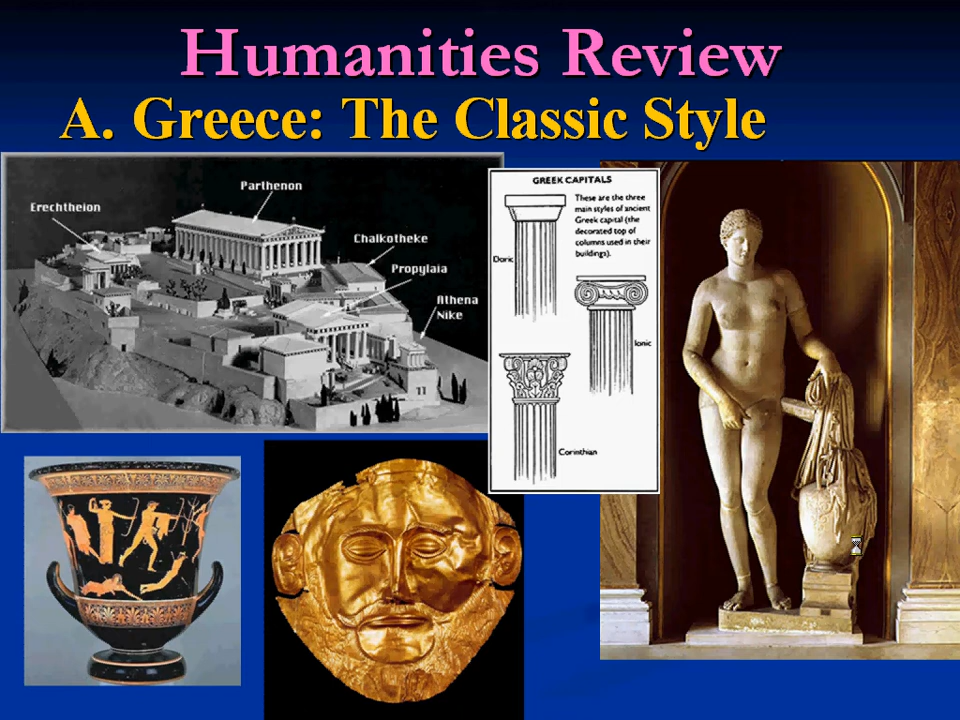 Humanities Review
A. Greece: The Classic Style
Parthenon
Erechtheion
Chalkotheke
Propylaia
Athena
Nike
GREEK CAPITALS
These are the three
main styles of ancient
Greek capital (the
decorated top of
columns used in their
buildings).
Doric
Ionic
Corinthian